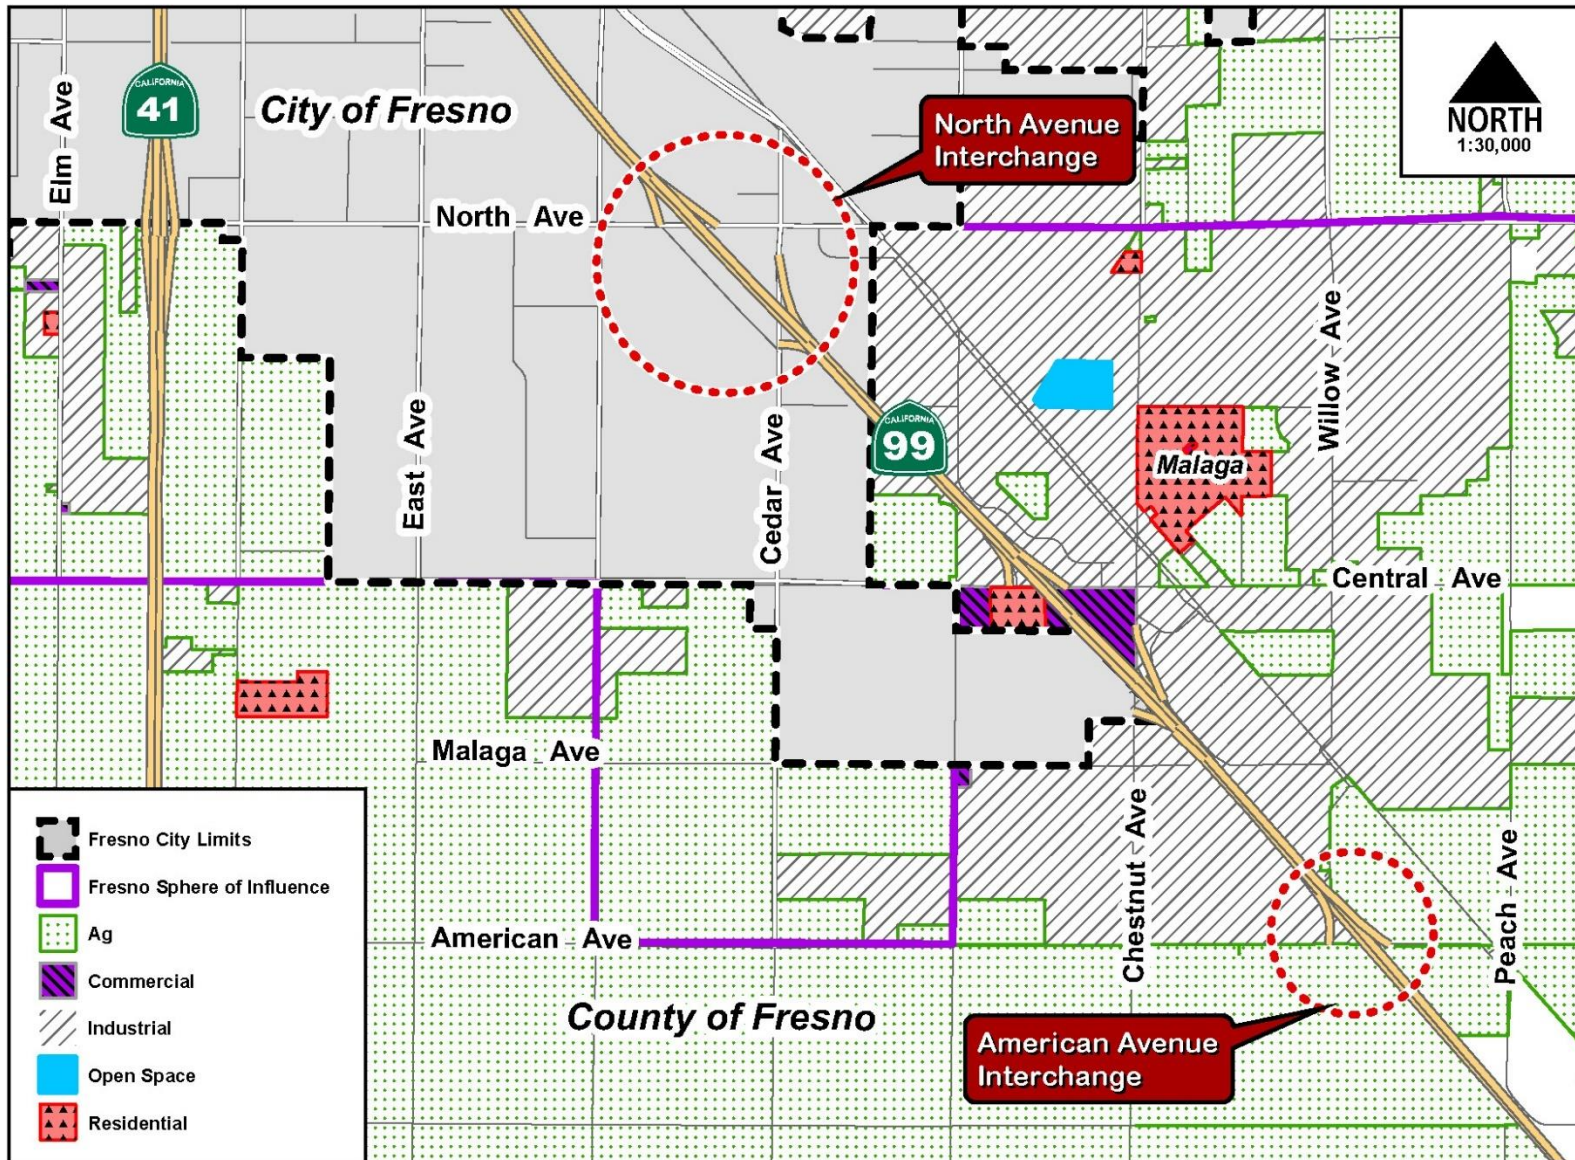 CALIFORNIA
41
City of Fresno
Elm Ave
North Avenue
Interchange
NORTH
1:30,000
North Ave
East Ave
Cedar Ave
CALIFORNIA
99
Willow Ave
Malaga
Central Ave
Malaga Ave
Chestnut Ave
Peach Ave
American Ave
County of Fresno
American Avenue
Interchange
Fresno City Limits
Fresno Sphere of Influence
Ag
Commercial
Industrial
Open Space
Residential